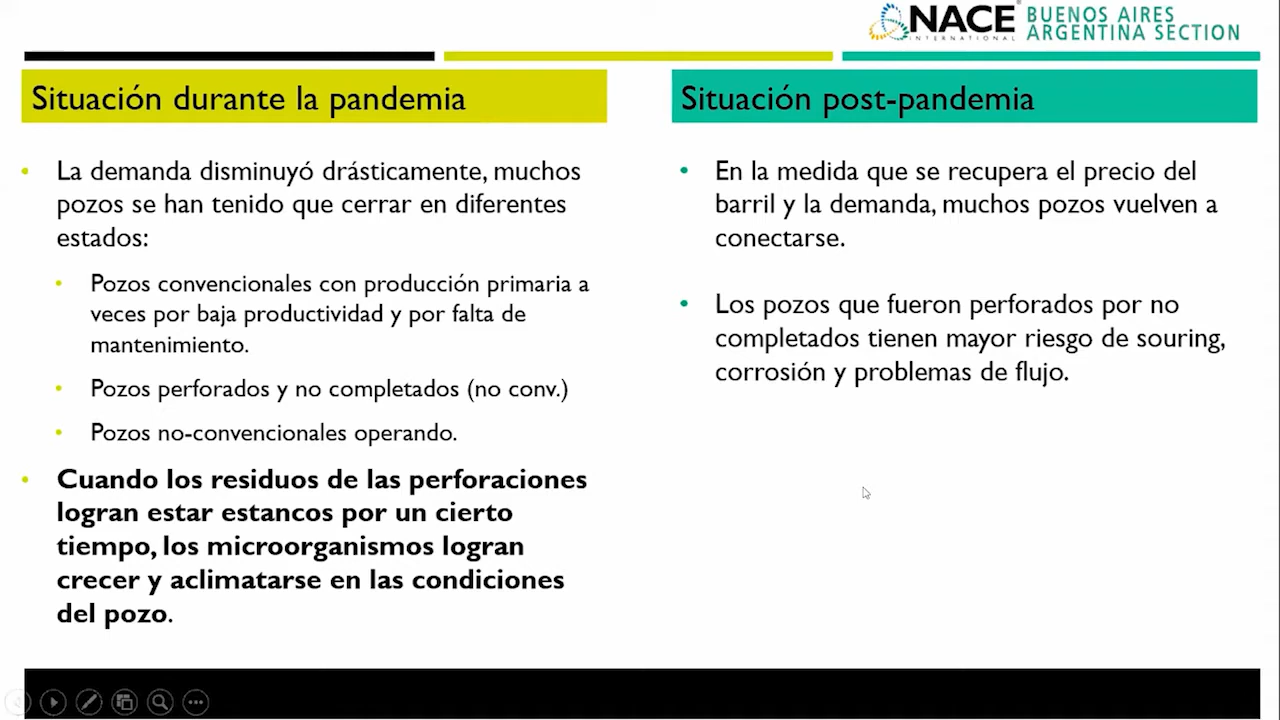 NACE
INTERNATIONAL
BUENOS AIRES
ARGENTINA SECTION
Situación durante la pandemia
• La demanda disminuyó drásticamente, muchos
pozos se han tenido que cerrar en diferentes
estados:
• Pozos convencionales con producción primaria a
veces por baja productividad y por falta de
mantenimiento.
• Pozos perforados y no completados (no conv.)
• Pozos no-convencionales operando.
• Cuando los residuos de las perforaciones
logran estar estancos por un cierto
tiempo, los microorganismos logran
crecer y aclimatarse en las condiciones
del pozo.
Situación post-pandemia
• En la medida que se recupera el precio del
barril y la demanda, muchos pozos vuelven a
conectarse.
• Los pozos que fueron perforados por no
completados tienen mayor riesgo de souring,
corrosión y problemas de flujo.